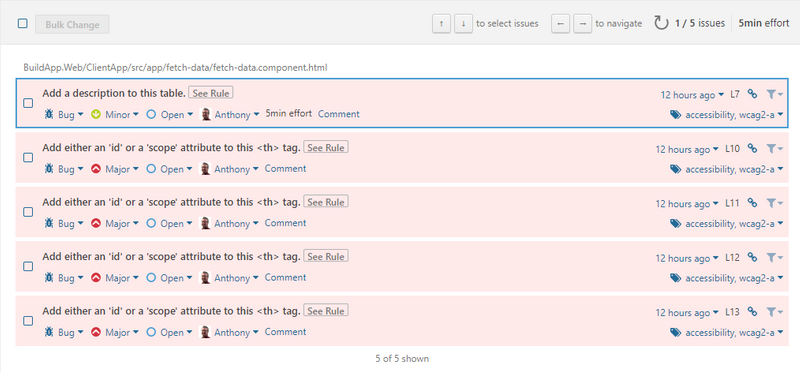 Bulk Change
↑ ↓ to select issues ← → to navigate 1 / 5 issues 5min effort
BuildApp.Web/ClientApp/src/app/fetch-data/fetch-data.component.html
Add a description to this table. See Rule 12 hours ago L7
Bug Minor Open Anthony 5min effort Comment accessibility, wcag2-a
Add either an 'id' or a 'scope' attribute to this <th> tag. See Rule 12 hours ago L10
Bug Major Open Anthony Comment accessibility, wcag2-a
Add either an 'id' or a 'scope' attribute to this <th> tag. See Rule 12 hours ago L11
Bug Major Open Anthony Comment accessibility, wcag2-a
Add either an 'id' or a 'scope' attribute to this <th> tag. See Rule 12 hours ago L12
Bug Major Open Anthony Comment accessibility, wcag2-a
Add either an 'id' or a 'scope' attribute to this <th> tag. See Rule 12 hours ago L13
Bug Major Open Anthony Comment accessibility, wcag2-a
5 of 5 shown